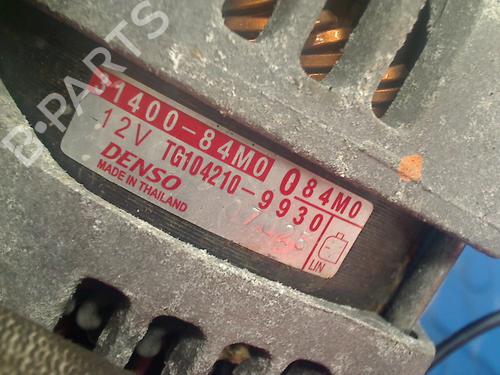 B-PARTS
31400-84M0 084M0
12V TG104210-9930
DENSO
MADE IN THAILAND
LIN